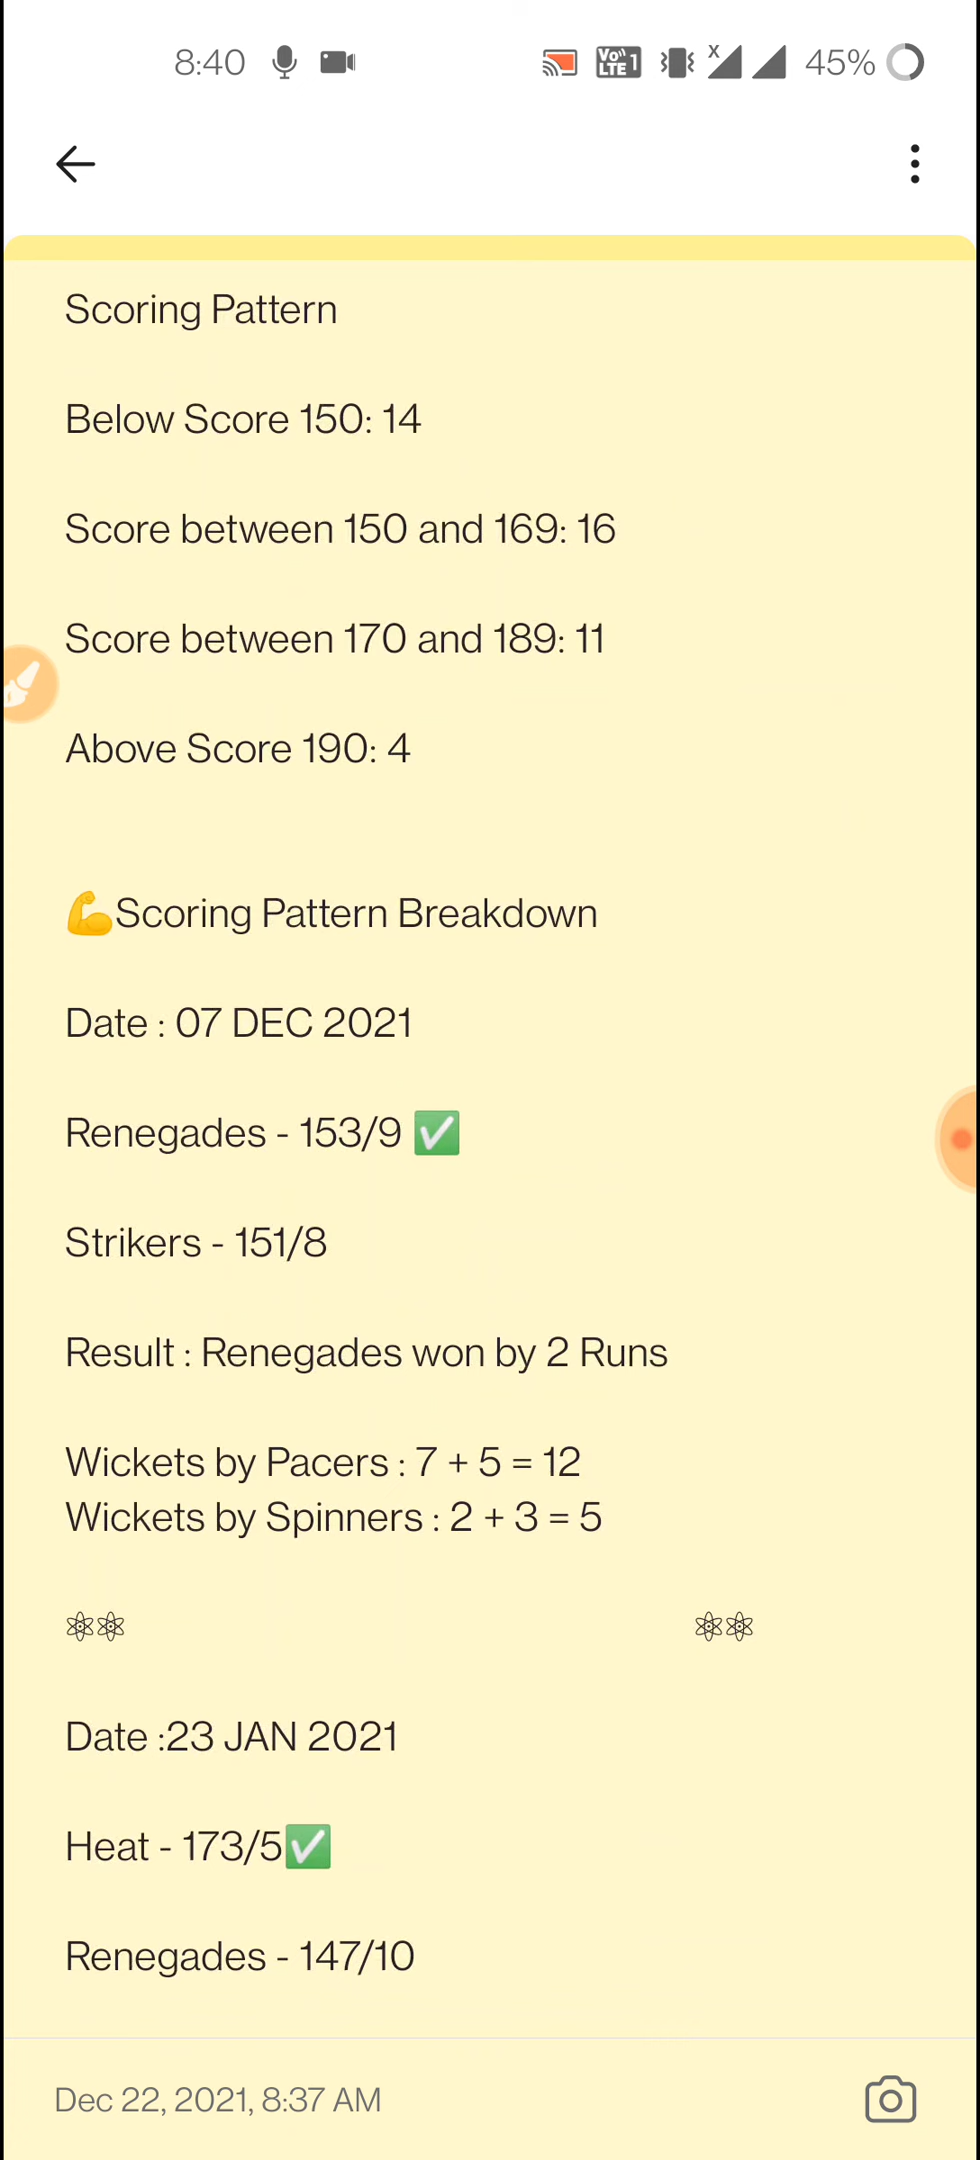 8:40
Vo)) LTE 1
x
45%
Scoring Pattern
Below Score 150: 14
Score between 150 and 169: 16
Score between 170 and 189: 11
Above Score 190: 4
💪Scoring Pattern Breakdown
Date : 07 DEC 2021
Renegades - 153/9 ✅
Strikers - 151/8
Result : Renegades won by 2 Runs
Wickets by Pacers : 7 + 5 = 12
Wickets by Spinners : 2 + 3 = 5
⚛⚛ ⚛⚛
Date :23 JAN 2021
Heat - 173/5✅
Renegades - 147/10
Dec 22, 2021, 8:37 AM